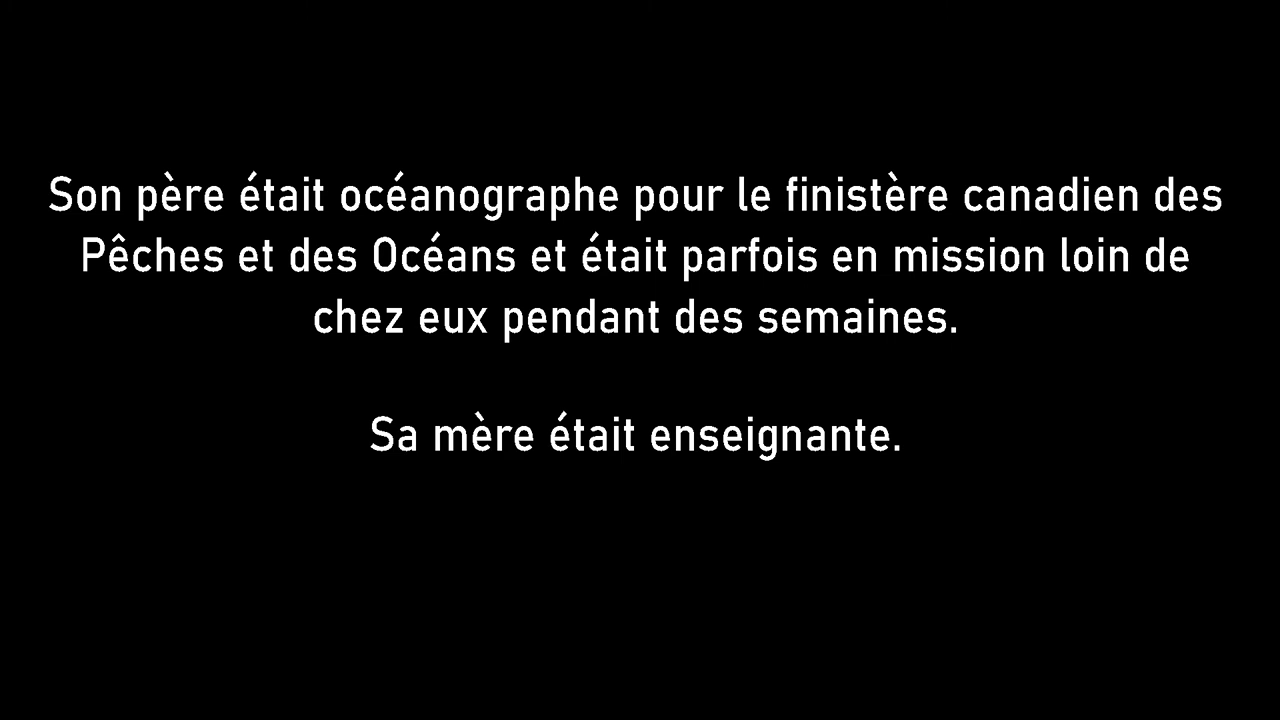 Son père était océanographe pour le finistère canadien des
Pêches et des Océans et était parfois en mission loin de
chez eux pendant des semaines.
Sa mère était enseignante.